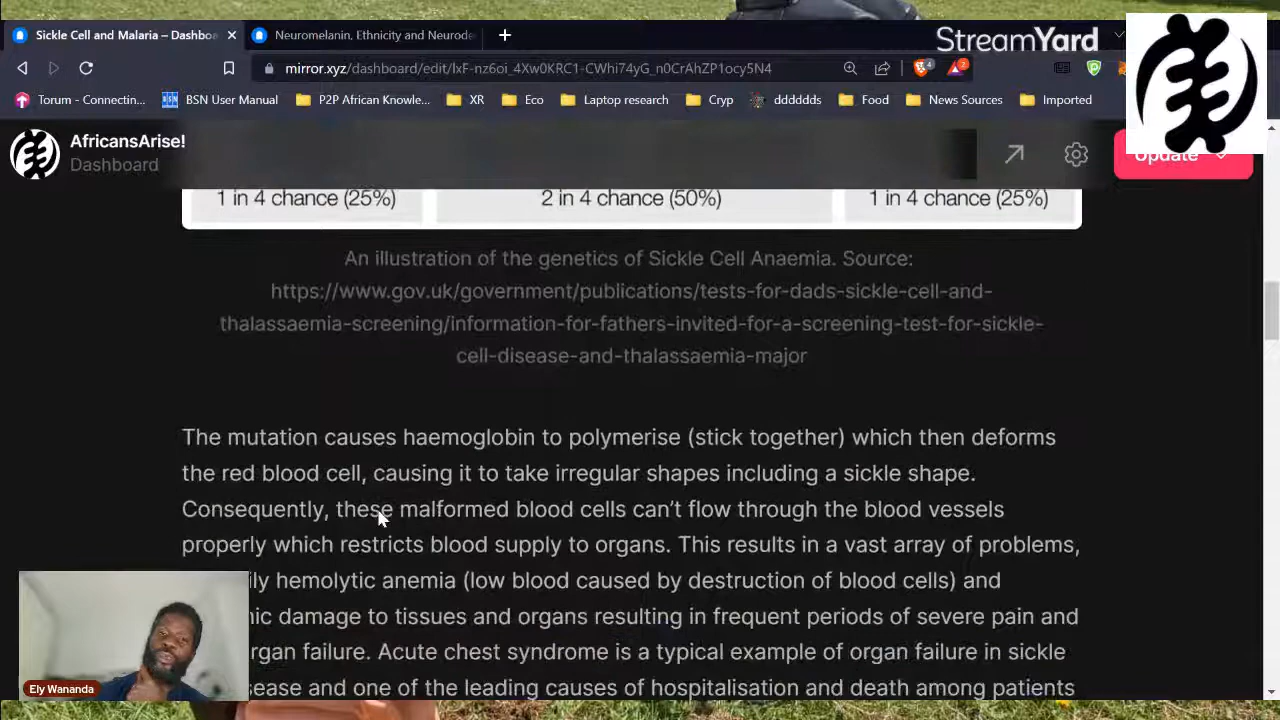 StreamYard
Sickle Cell and Malaria – Dashboa
Neuromelanin, Ethnicity and Neurode
mirror.xyz/dashboard/edit/lxF-nz6oi_4Xw0KRC1-CWhi74yG_n0CrAhZP1ocy5N4
4
2
Torum - Connectin...
BSN User Manual
P2P African Knowle...
XR
Eco
Laptop research
Cryp
dddddds
Food
News Sources
Imported
AfricansArise!
Dashboard
Update
1 in 4 chance (25%)
2 in 4 chance (50%)
1 in 4 chance (25%)
An illustration of the genetics of Sickle Cell Anaemia. Source:
https://www.gov.uk/government/publications/tests-for-dads-sickle-cell-and-
thalassaemia-screening/information-for-fathers-invited-for-a-screening-test-for-sickle-
cell-disease-and-thalassaemia-major
The mutation causes haemoglobin to polymerise (stick together) which then deforms
the red blood cell, causing it to take irregular shapes including a sickle shape.
Consequently, these malformed blood cells can't flow through the blood vessels
properly which restricts blood supply to organs. This results in a vast array of problems,
ily hemolytic anemia (low blood caused by destruction of blood cells) and
ic damage to tissues and organs resulting in frequent periods of severe pain and
rgan failure. Acute chest syndrome is a typical example of organ failure in sickle
ease and one of the leading causes of hospitalisation and death among patients
Ely Wananda